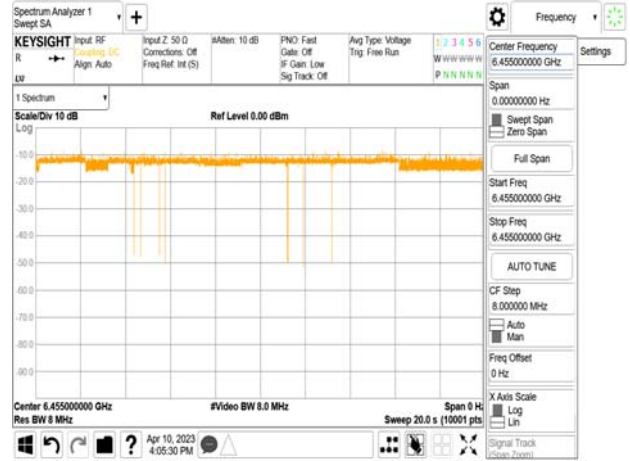 Spectrum Analyzer 1
Swept SA
Frequency
Settings
KEYSIGHT
R
Input: RF
Coupling: DC
Align: Auto
Input Z: 50 Ω
Corrections: Off
Freq Ref: Int (S)
#Atten: 10 dB
PNO: Fast
Gate: Off
IF Gain: Low
Sig Track: Off
Avg Type: Voltage
Trig: Free Run
1 2 3 4 5 6
W W W W W W
P N N N N N
1 Spectrum
Scale/Div 10 dB
Ref Level 0.00 dBm
Log
-10.0
-20.0
-30.0
-40.0
-50.0
-60.0
-70.0
-80.0
-90.0
Center 6.455000000 GHz
#Video BW 8.0 MHz
Span 0 Hz
Res BW 8 MHz
Sweep 20.0 s (10001 pts
Apr 10, 2023
4:05:30 PM
Center Frequency
6.455000000 GHz
Span
0.00000000 Hz
Swept Span
Zero Span
Full Span
Start Freq
6.455000000 GHz
Stop Freq
6.455000000 GHz
AUTO TUNE
CF Step
8.000000 MHz
Auto
Man
Freq Offset
0 Hz
X Axis Scale
Log
Lin
Signal Track
(Span Zoom)